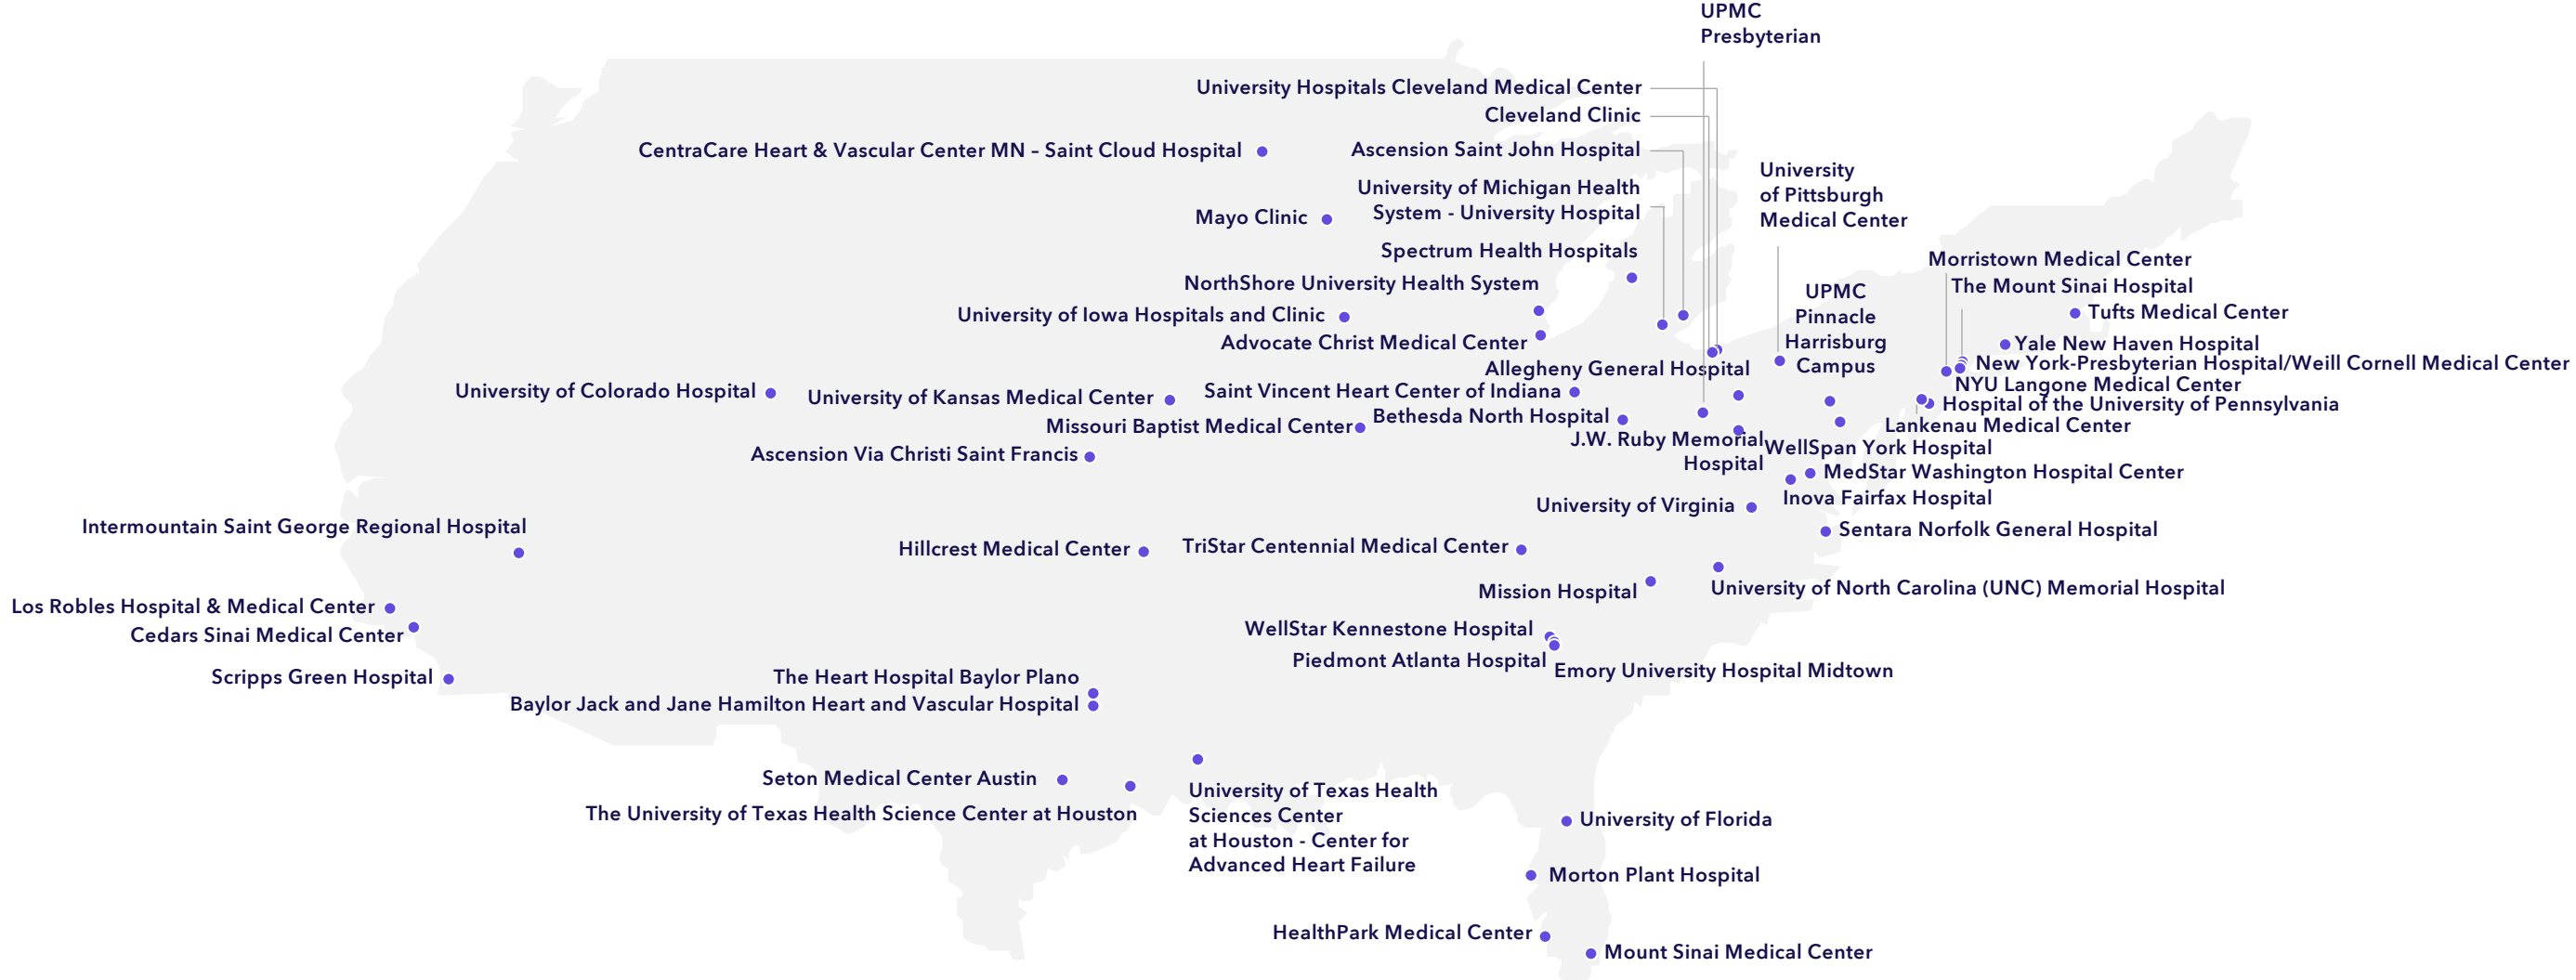 UPMC
Presbyterian
University Hospitals Cleveland Medical Center
Cleveland Clinic
CentraCare Heart & Vascular Center MN – Saint Cloud Hospital
Ascension Saint John Hospital
University
of Pittsburgh
Medical Center
University of Michigan Health
System - University Hospital
Mayo Clinic
Spectrum Health Hospitals
Morristown Medical Center
NorthShore University Health System
The Mount Sinai Hospital
UPMC
Pinnacle
Harrisburg
Campus
University of Iowa Hospitals and Clinic
Tufts Medical Center
Advocate Christ Medical Center
Yale New Haven Hospital
Allegheny General Hospital
New York-Presbyterian Hospital/Weill Cornell Medical Center
University of Colorado Hospital
University of Kansas Medical Center
Saint Vincent Heart Center of Indiana
NYU Langone Medical Center
Hospital of the University of Pennsylvania
Missouri Baptist Medical Center
Bethesda North Hospital
Lankenau Medical Center
J.W. Ruby Memorial
Hospital
WellSpan York Hospital
Ascension Via Christi Saint Francis
MedStar Washington Hospital Center
Inova Fairfax Hospital
University of Virginia
Intermountain Saint George Regional Hospital
Sentara Norfolk General Hospital
Hillcrest Medical Center
TriStar Centennial Medical Center
Mission Hospital
University of North Carolina (UNC) Memorial Hospital
Los Robles Hospital & Medical Center
Cedars Sinai Medical Center
WellStar Kennestone Hospital
Piedmont Atlanta Hospital
Emory University Hospital Midtown
Scripps Green Hospital
The Heart Hospital Baylor Plano
Baylor Jack and Jane Hamilton Heart and Vascular Hospital
Seton Medical Center Austin
The University of Texas Health Science Center at Houston
University of Texas Health
Sciences Center
at Houston - Center for
Advanced Heart Failure
University of Florida
Morton Plant Hospital
HealthPark Medical Center
Mount Sinai Medical Center